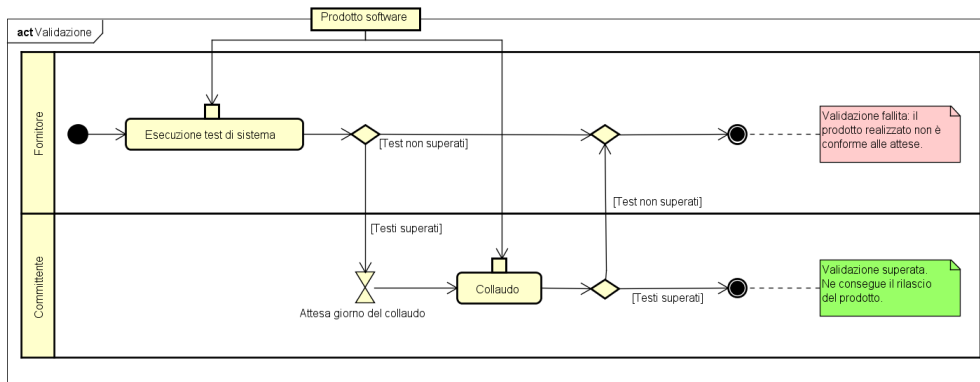 Prodotto software
act Validazione
Fornitore
Esecuzione test di sistema
[Test non superati]
Validazione fallita: il
prodotto realizzato non è
conforme alle attese.
[Test non superati]
Committente
[Testi superati]
Attesa giorno del collaudo
Collaudo
[Testi superati]
Validazione superata.
Ne consegue il rilascio
del prodotto.